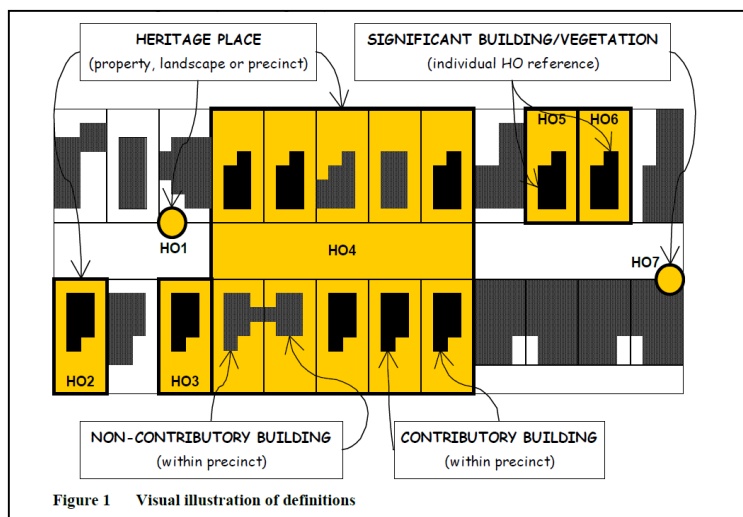 HERITAGE PLACE
(property, landscape or precinct)
SIGNIFICANT BUILDING/VEGETATION
(individual HO reference)
HO5
HO6
HO1
HO4
HO7
HO2
HO3
NON-CONTRIBUTORY BUILDING
(within precinct)
CONTRIBUTORY BUILDING
(within precinct)
Figure 1 Visual illustration of definitions